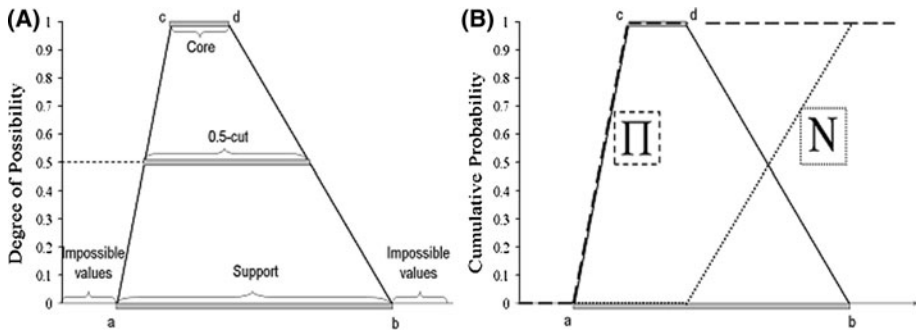 (A)
Degree of Possibility
1
0.9
0.8
0.7
0.6
0.5
0.4
0.3
0.2
0.1
0
c d
Core
0.5-cut
Impossible
values
Support
Impossible
values
a b
(B)
Cumulative Probability
1
0.9
0.8
0.7
0.6
0.5
0.4
0.3
0.2
0.1
0
c d
Π
N
a b